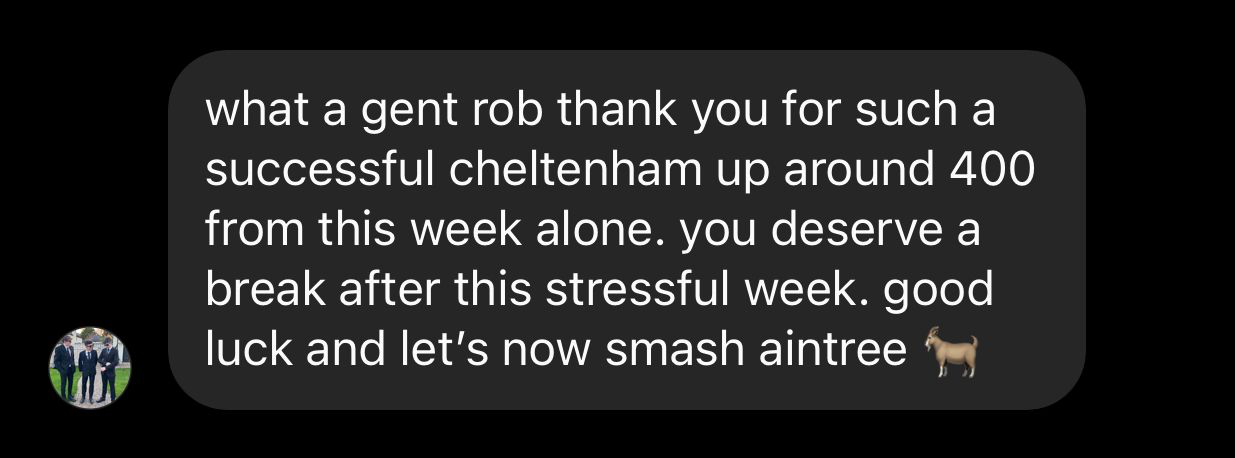 what a gent rob thank you for such a
successful cheltenham up around 400
from this week alone. you deserve a
break after this stressful week. good
luck and let’s now smash aintree 🐐